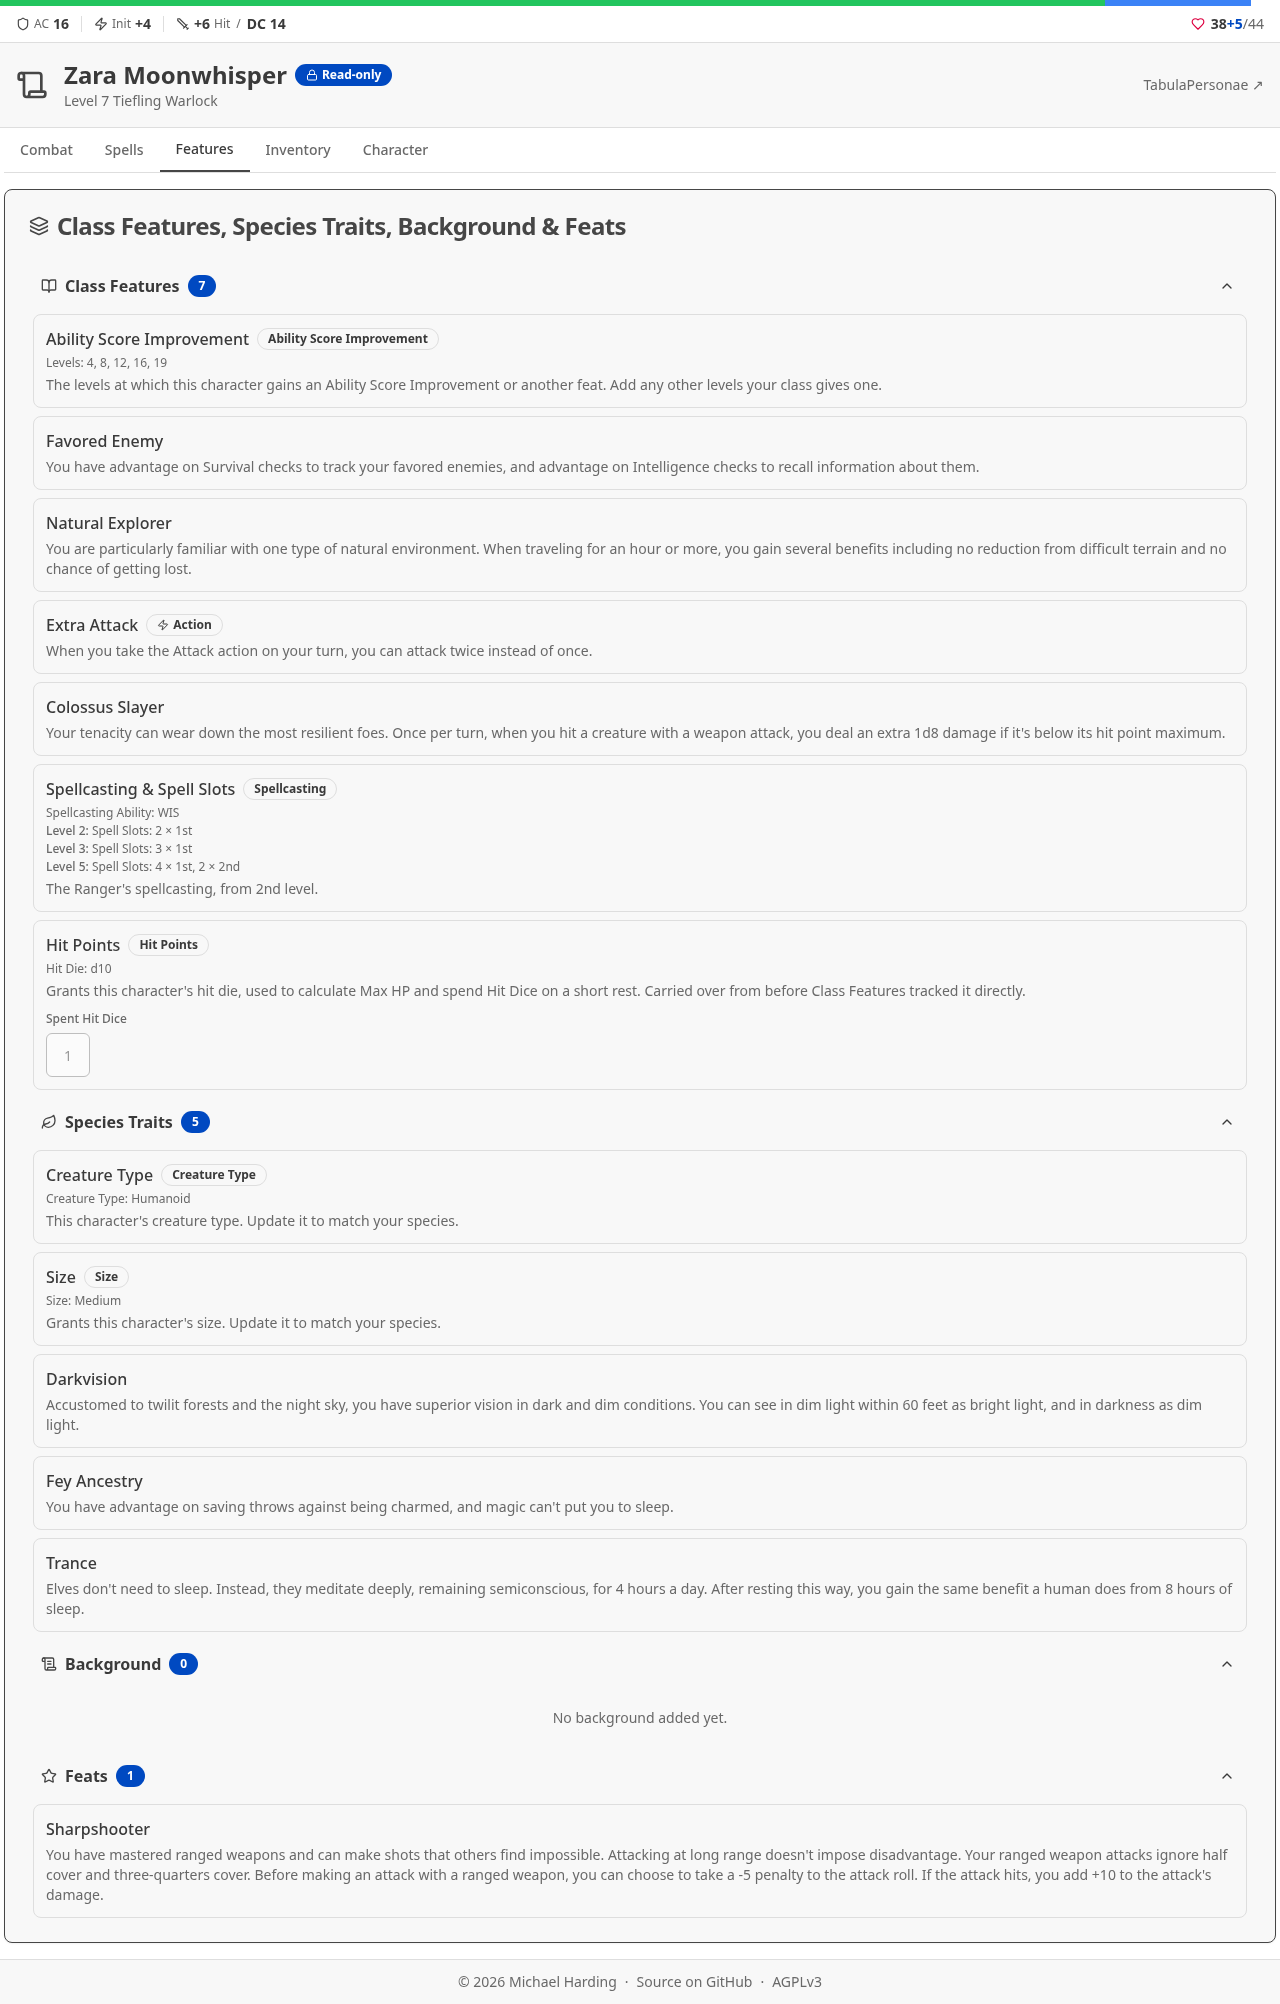 AC 16 Init +4 +6 Hit / DC 14 38+5/44
Zara Moonwhisper Read-only
Level 7 Tiefling Warlock
TabulaPersonae ↗
Combat Spells Features Inventory Character
Class Features, Species Traits, Background & Feats
Class Features 7
Ability Score Improvement Ability Score Improvement
Levels: 4, 8, 12, 16, 19
The levels at which this character gains an Ability Score Improvement or another feat. Add any other levels your class gives one.
Favored Enemy
You have advantage on Survival checks to track your favored enemies, and advantage on Intelligence checks to recall information about them.
Natural Explorer
You are particularly familiar with one type of natural environment. When traveling for an hour or more, you gain several benefits including no reduction from difficult terrain and no
chance of getting lost.
Extra Attack Action
When you take the Attack action on your turn, you can attack twice instead of once.
Colossus Slayer
Your tenacity can wear down the most resilient foes. Once per turn, when you hit a creature with a weapon attack, you deal an extra 1d8 damage if it's below its hit point maximum.
Spellcasting & Spell Slots Spellcasting
Spellcasting Ability: WIS
Level 2: Spell Slots: 2 × 1st
Level 3: Spell Slots: 3 × 1st
Level 5: Spell Slots: 4 × 1st, 2 × 2nd
The Ranger's spellcasting, from 2nd level.
Hit Points Hit Points
Hit Die: d10
Grants this character's hit die, used to calculate Max HP and spend Hit Dice on a short rest. Carried over from before Class Features tracked it directly.
Spent Hit Dice
1
Species Traits 5
Creature Type Creature Type
Creature Type: Humanoid
This character's creature type. Update it to match your species.
Size Size
Size: Medium
Grants this character's size. Update it to match your species.
Darkvision
Accustomed to twilit forests and the night sky, you have superior vision in dark and dim conditions. You can see in dim light within 60 feet as bright light, and in darkness as dim
light.
Fey Ancestry
You have advantage on saving throws against being charmed, and magic can't put you to sleep.
Trance
Elves don't need to sleep. Instead, they meditate deeply, remaining semiconscious, for 4 hours a day. After resting this way, you gain the same benefit a human does from 8 hours of
sleep.
Background 0
No background added yet.
Feats 1
Sharpshooter
You have mastered ranged weapons and can make shots that others find impossible. Attacking at long range doesn't impose disadvantage. Your ranged weapon attacks ignore half
cover and three-quarters cover. Before making an attack with a ranged weapon, you can choose to take a -5 penalty to the attack roll. If the attack hits, you add +10 to the attack's
damage.
© 2026 Michael Harding · Source on GitHub · AGPLv3